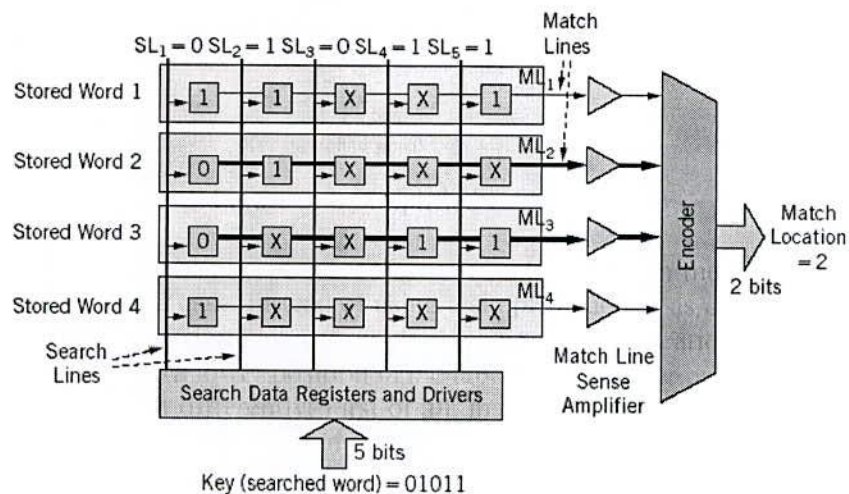 Match
Lines
SL1 = 0 SL2 = 1 SL3 = 0 SL4 = 1 SL5 = 1
Stored Word 1 1 1 X X 1 ML1
Stored Word 2 0 1 X X X ML2
Stored Word 3 0 X X 1 1 ML3
Stored Word 4 1 X X X X ML4
Encoder
Match
Location
= 2
2 bits
Search
Lines
Match Line
Sense
Amplifier
Search Data Registers and Drivers
5 bits
Key (searched word) = 01011